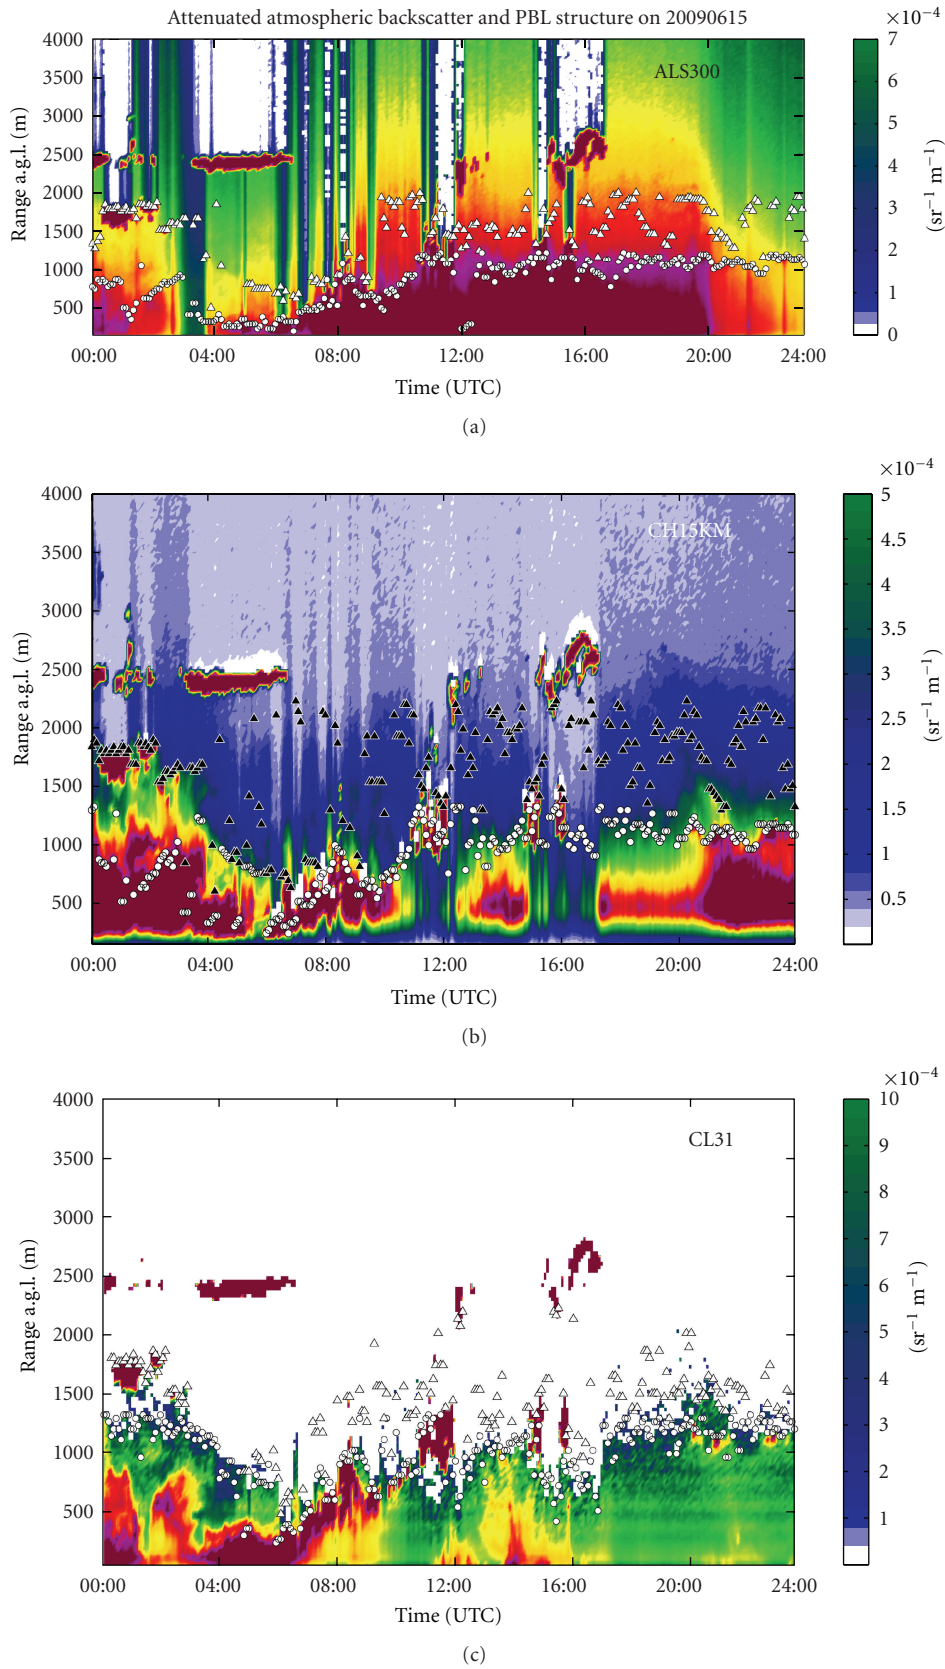 Attenuated atmospheric backscatter and PBL structure on 20090615
×10⁻⁴
4000
3500
3000
2500
2000
1500
1000
500
Range a.g.l. (m)
ALS300
7
6
5
4
3
2
1
0
(sr⁻¹ m⁻¹)
00:00 04:00 08:00 12:00 16:00 20:00 24:00
Time (UTC)
(a)
×10⁻⁴
4000
3500
3000
2500
2000
1500
1000
500
Range a.g.l. (m)
CH15KM
5
4.5
4
3.5
3
2.5
2
1.5
1
0.5
(sr⁻¹ m⁻¹)
00:00 04:00 08:00 12:00 16:00 20:00 24:00
Time (UTC)
(b)
×10⁻⁴
4000
3500
3000
2500
2000
1500
1000
500
Range a.g.l. (m)
CL31
10
9
8
7
6
5
4
3
2
1
(sr⁻¹ m⁻¹)
00:00 04:00 08:00 12:00 16:00 20:00 24:00
Time (UTC)
(c)